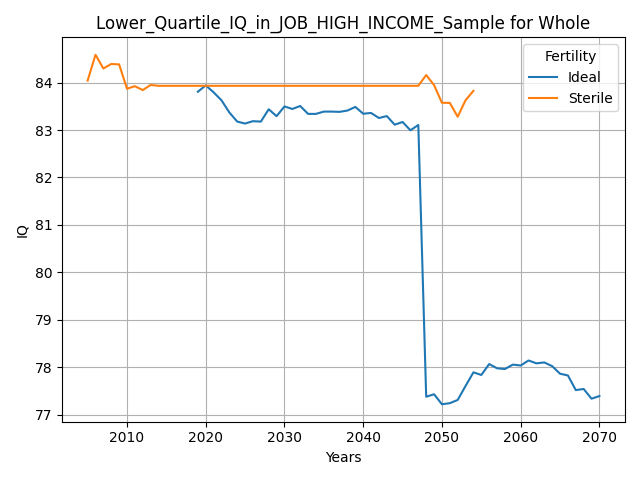 Lower_Quartile_IQ_in_JOB_HIGH_INCOME_Sample for Whole
Fertility
Ideal
Sterile
IQ
84
83
82
81
80
79
78
77
2010 2020 2030 2040 2050 2060 2070
Years